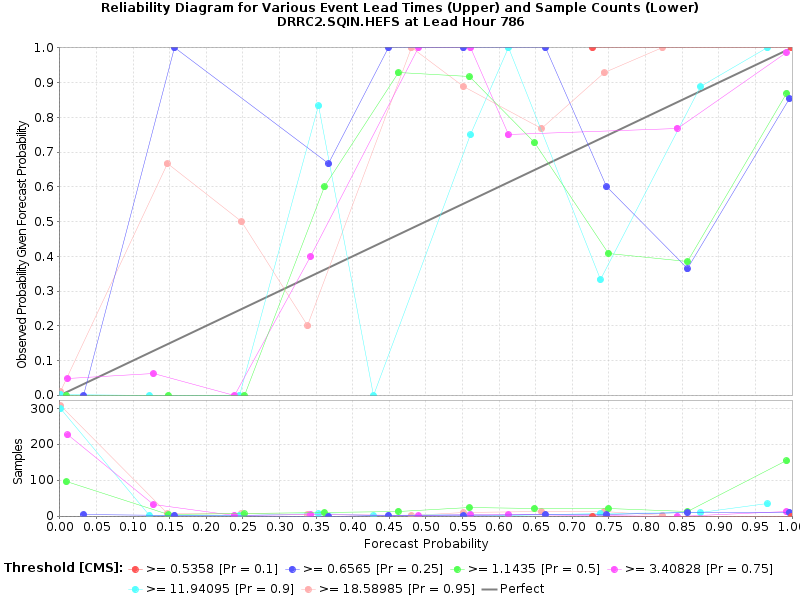 Reliability Diagram for Various Event Lead Times (Upper) and Sample Counts (Lower)
DRRC2.SQIN.HEFS at Lead Hour 786
Observed Probability Given Forecast Probability
1.0
0.9
0.8
0.7
0.6
0.5
0.4
0.3
0.2
0.1
0.0
Samples
300
200
100
0
0.00 0.05 0.10 0.15 0.20 0.25 0.30 0.35 0.40 0.45 0.50 0.55 0.60 0.65 0.70 0.75 0.80 0.85 0.90 0.95 1.00
Forecast Probability
Threshold [CMS]: >= 0.5358 [Pr = 0.1] >= 0.6565 [Pr = 0.25] >= 1.1435 [Pr = 0.5] >= 3.40828 [Pr = 0.75]
>= 11.94095 [Pr = 0.9] >= 18.58985 [Pr = 0.95] Perfect